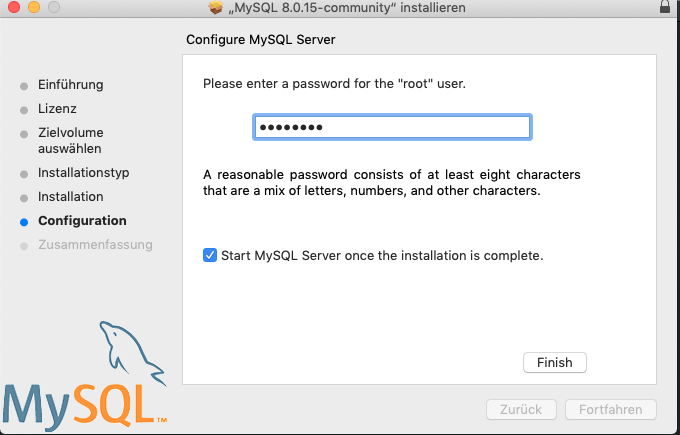 „MySQL 8.0.15-community“ installieren
Configure MySQL Server
Einführung
Lizenz
Zielvolume
auswählen
Installationstyp
Installation
Configuration
Zusammenfassung
Please enter a password for the "root" user.
••••••••
A reasonable password consists of at least eight characters
that are a mix of letters, numbers, and other characters.
Start MySQL Server once the installation is complete.
Finish
MySQL™
Zurück
Fortfahren